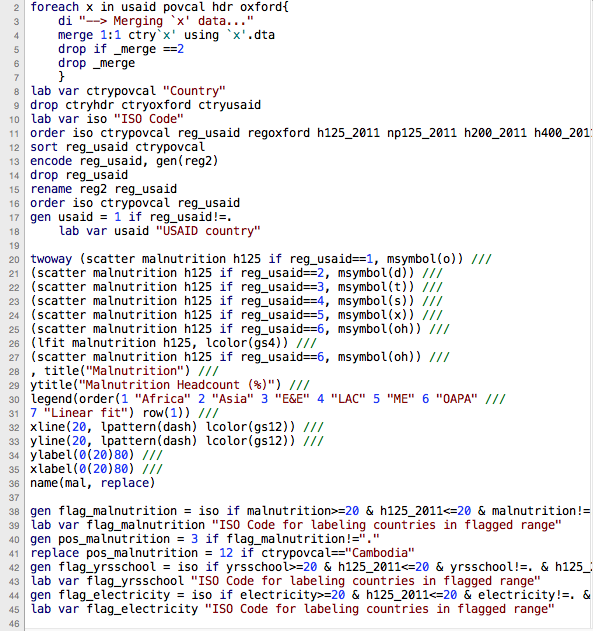 2 foreach x in usaid povcal hdr oxford{
3 di "--> Merging `x' data..."
4 merge 1:1 ctry`x' using `x'.dta
5 drop if _merge ==2
6 drop _merge
7 }
8 lab var ctrypovcal "Country"
9 drop ctryhdr ctryoxford ctryusaid
10 lab var iso "ISO Code"
11 order iso ctrypovcal reg_usaid regoxford h125_2011 np125_2011 h200_2011 h400_201
12 sort reg_usaid ctrypovcal
13 encode reg_usaid, gen(reg2)
14 drop reg_usaid
15 rename reg2 reg_usaid
16 order iso ctrypovcal reg_usaid
17 gen usaid = 1 if reg_usaid!=.
18 lab var usaid "USAID country"
19
20 twoway (scatter malnutrition h125 if reg_usaid==1, msymbol(o)) ///
21 (scatter malnutrition h125 if reg_usaid==2, msymbol(d)) ///
22 (scatter malnutrition h125 if reg_usaid==3, msymbol(t)) ///
23 (scatter malnutrition h125 if reg_usaid==4, msymbol(s)) ///
24 (scatter malnutrition h125 if reg_usaid==5, msymbol(x)) ///
25 (scatter malnutrition h125 if reg_usaid==6, msymbol(oh)) ///
26 (lfit malnutrition h125, lcolor(gs4)) ///
27 (scatter malnutrition h125 if reg_usaid==6, msymbol(oh)) ///
28 , title("Malnutrition") ///
29 ytitle("Malnutrition Headcount (%)") ///
30 legend(order(1 "Africa" 2 "Asia" 3 "E&E" 4 "LAC" 5 "ME" 6 "OAPA" ///
31 7 "Linear fit") row(1)) ///
32 xline(20, lpattern(dash) lcolor(gs12)) ///
33 yline(20, lpattern(dash) lcolor(gs12)) ///
34 ylabel(0(20)80) ///
35 xlabel(0(20)80) ///
36 name(mal, replace)
37
38 gen flag_malnutrition = iso if malnutrition>=20 & h125_2011<=20 & malnutrition!=
39 lab var flag_malnutrition "ISO Code for labeling countries in flagged range"
40 gen pos_malnutrition = 3 if flag_malnutrition!="."
41 replace pos_malnutrition = 12 if ctrypovcal=="Cambodia"
42 gen flag_yrsschool = iso if yrsschool>=20 & h125_2011<=20 & yrsschool!=. & h125_
43 lab var flag_yrsschool "ISO Code for labeling countries in flagged range"
44 gen flag_electricity = iso if electricity>=20 & h125_2011<=20 & electricity!=. &
45 lab var flag_electricity "ISO Code for labeling countries in flagged range"
46